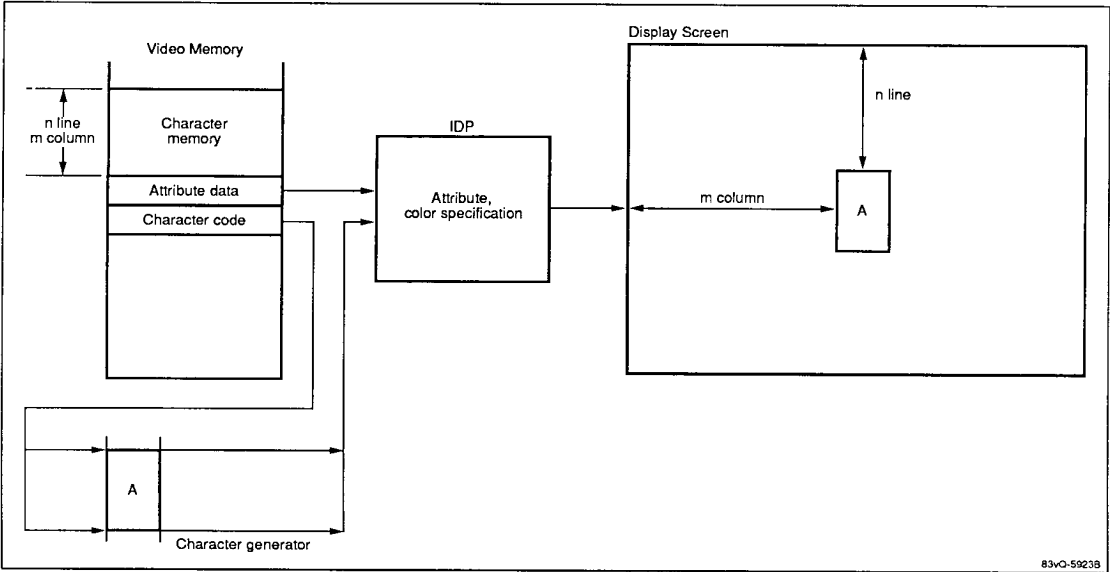 Video Memory
n line
m column
Character
memory
Attribute data
Character code
IDP
Attribute,
color specification
Display Screen
n line
m column
A
A
Character generator
83vQ-5923B